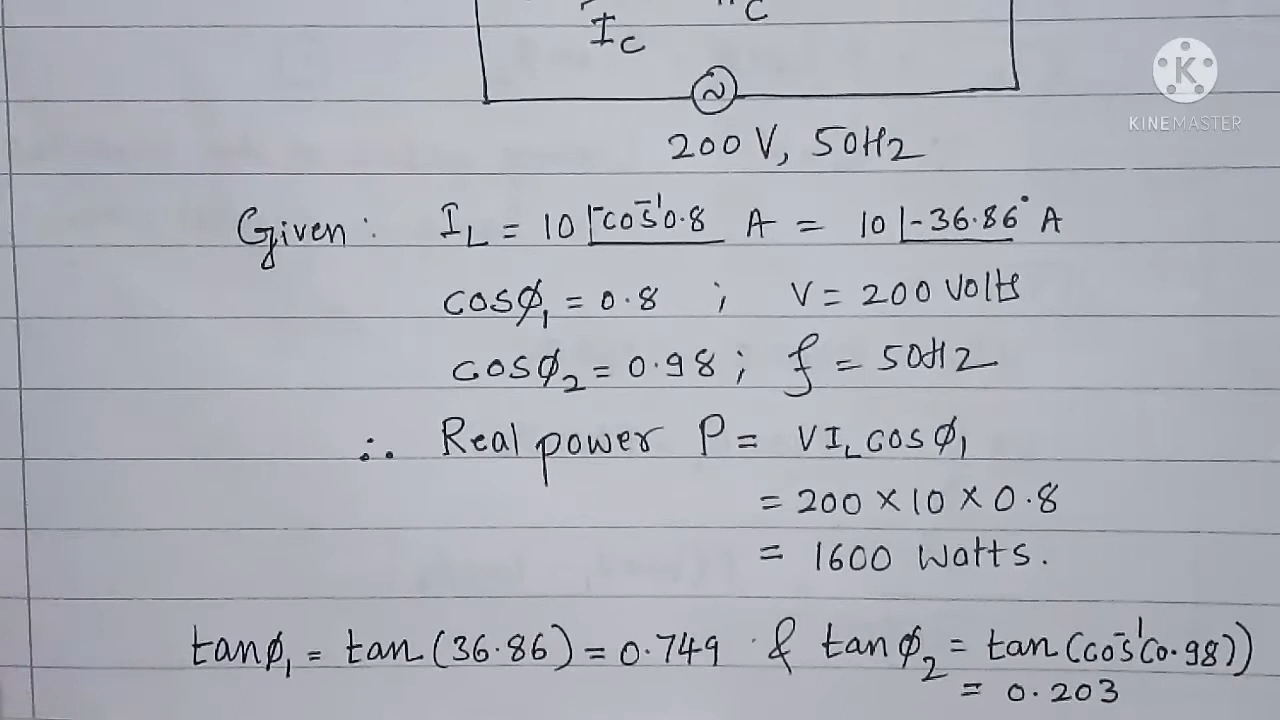 C
I_C
K
KINEMASTER
200 V, 50Hz
Given: I_L = 10∠-cos⁻¹0.8 A = 10∠-36.86° A
cosϕ₁ = 0.8 ; V = 200 Volts
cosϕ₂ = 0.98 ; f = 50Hz
∴ Real power P = VI_L cosϕ₁
= 200 × 10 × 0.8
= 1600 Watts.
tanϕ₁ = tan(36.86) = 0.749 & tanϕ₂ = tan(cos⁻¹(0.98))
= 0.203